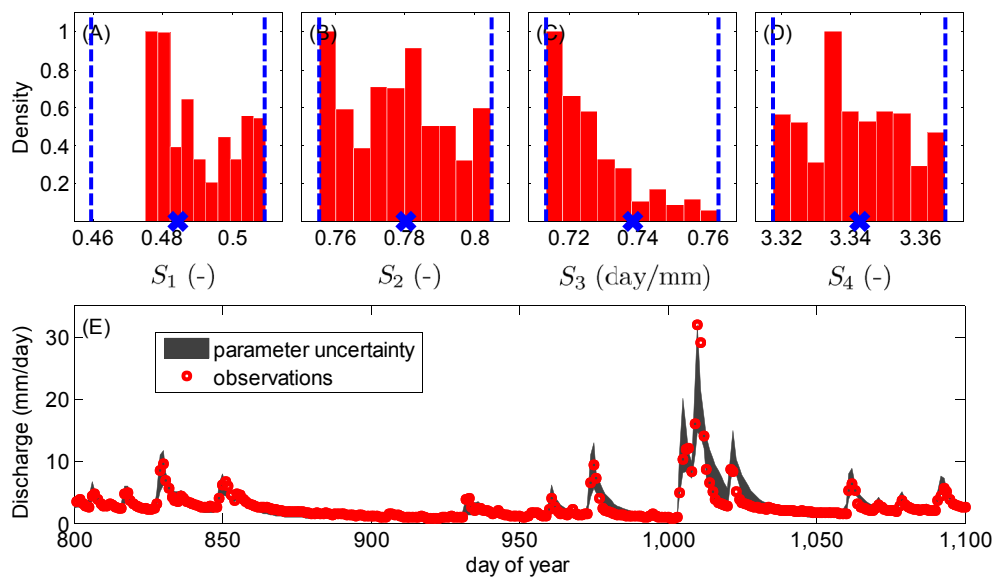 (A) (B) (C) (D)
1
0.8
0.6
0.4
0.2
Density
0.46 0.48 0.5 0.76 0.78 0.8 0.72 0.74 0.76 3.32 3.34 3.36
S1 (-) S2 (-) S3 (day/mm) S4 (-)
(E)
30
20
10
0
Discharge (mm/day)
parameter uncertainty
observations
800 850 900 950 1,000 1,050 1,100
day of year